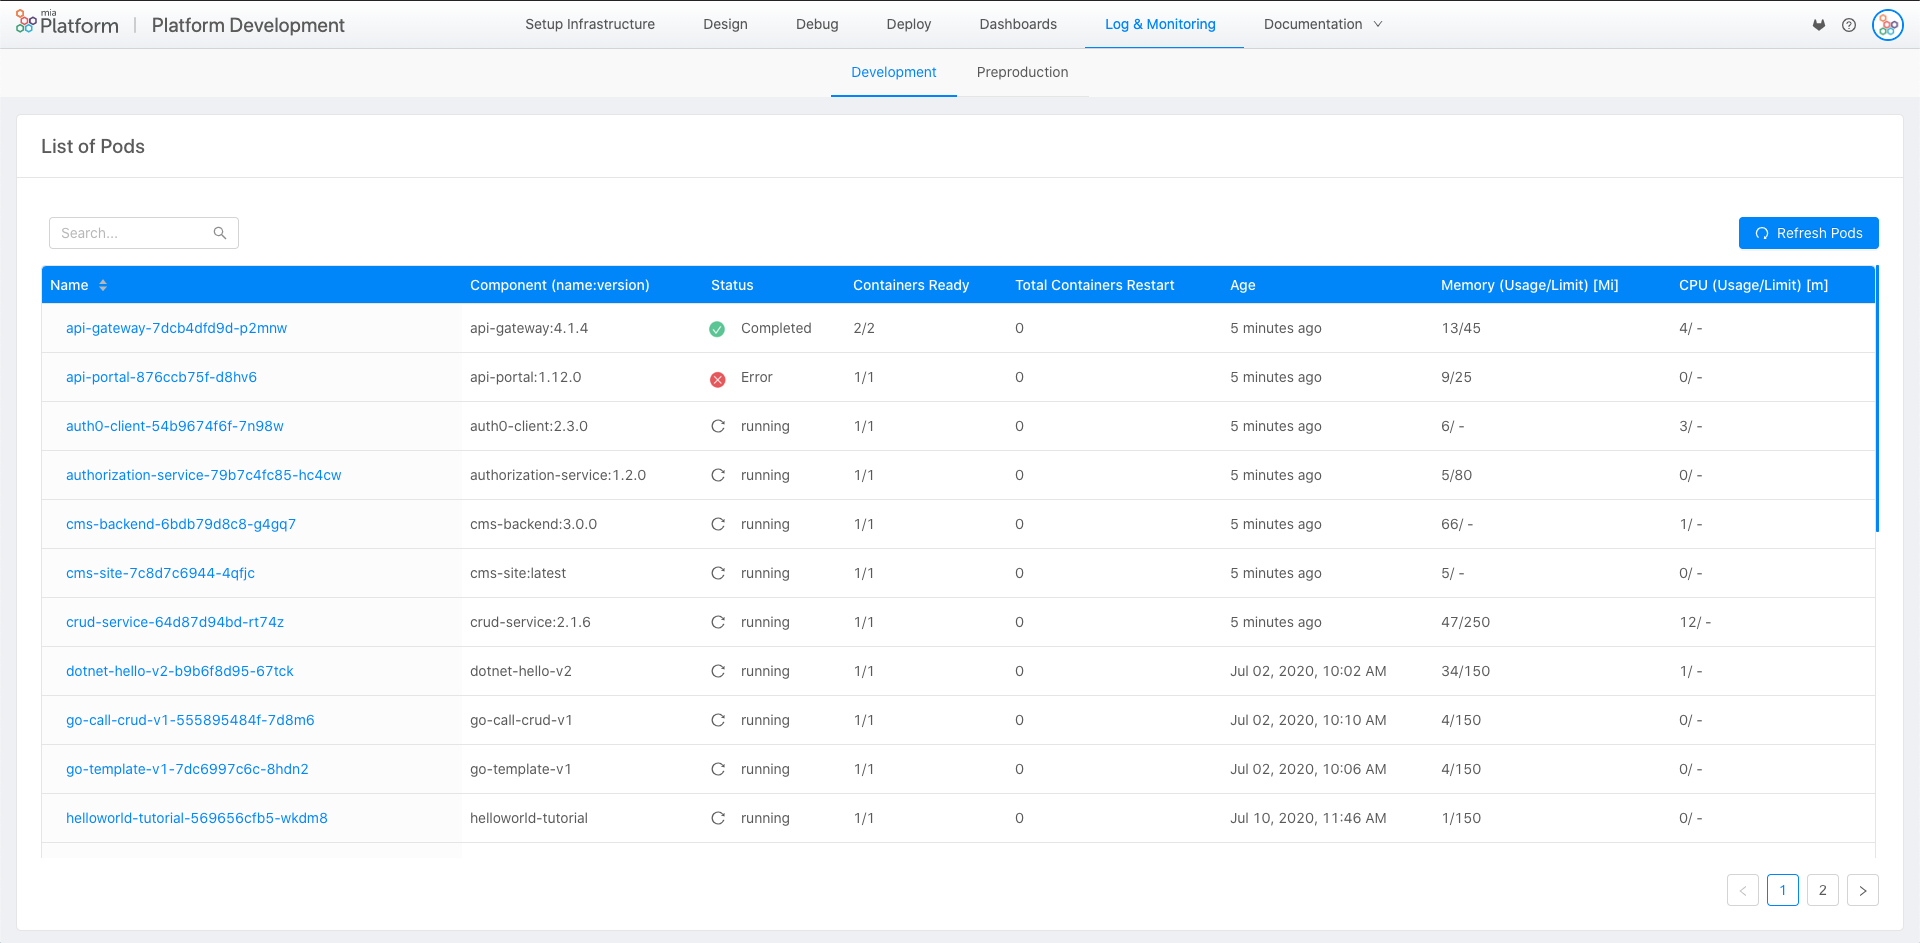 mia
Platform | Platform Development Setup Infrastructure Design Debug Deploy Dashboards Log & Monitoring Documentation
Development Preproduction
List of Pods
Search... Refresh Pods
Name Component (name:version) Status Containers Ready Total Containers Restart Age Memory (Usage/Limit) [Mi] CPU (Usage/Limit) [m]
api-gateway-7dcb4dfd9d-p2mnw api-gateway:4.1.4 Completed 2/2 0 5 minutes ago 13/45 4/ -
api-portal-876ccb75f-d8hv6 api-portal:1.12.0 Error 1/1 0 5 minutes ago 9/25 0/ -
auth0-client-54b9674f6f-7n98w auth0-client:2.3.0 running 1/1 0 5 minutes ago 6/ - 3/ -
authorization-service-79b7c4fc85-hc4cw authorization-service:1.2.0 running 1/1 0 5 minutes ago 5/80 0/ -
cms-backend-6bdb79d8c8-g4gq7 cms-backend:3.0.0 running 1/1 0 5 minutes ago 66/ - 1/ -
cms-site-7c8d7c6944-4qfjc cms-site:latest running 1/1 0 5 minutes ago 5/ - 0/ -
crud-service-64d87d94bd-rt74z crud-service:2.1.6 running 1/1 0 5 minutes ago 47/250 12/ -
dotnet-hello-v2-b9b6f8d95-67tck dotnet-hello-v2 running 1/1 0 Jul 02, 2020, 10:02 AM 34/150 1/ -
go-call-crud-v1-555895484f-7d8m6 go-call-crud-v1 running 1/1 0 Jul 02, 2020, 10:10 AM 4/150 0/ -
go-template-v1-7dc6997c6c-8hdn2 go-template-v1 running 1/1 0 Jul 02, 2020, 10:06 AM 4/150 0/ -
helloworld-tutorial-569656cfb5-wkdm8 helloworld-tutorial running 1/1 0 Jul 10, 2020, 11:46 AM 1/150 0/ -
< 1 2 >